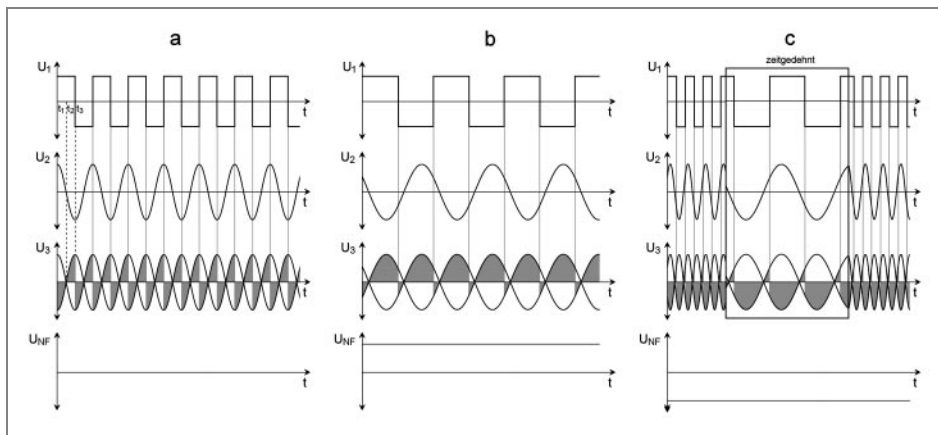 a b c
zeitgedehnt
U1 U1 U1
t t t
t1 t2 t3
U2 U2 U2
t t t
U3 U3 U3
t t t
UNF UNF UNF
t t t